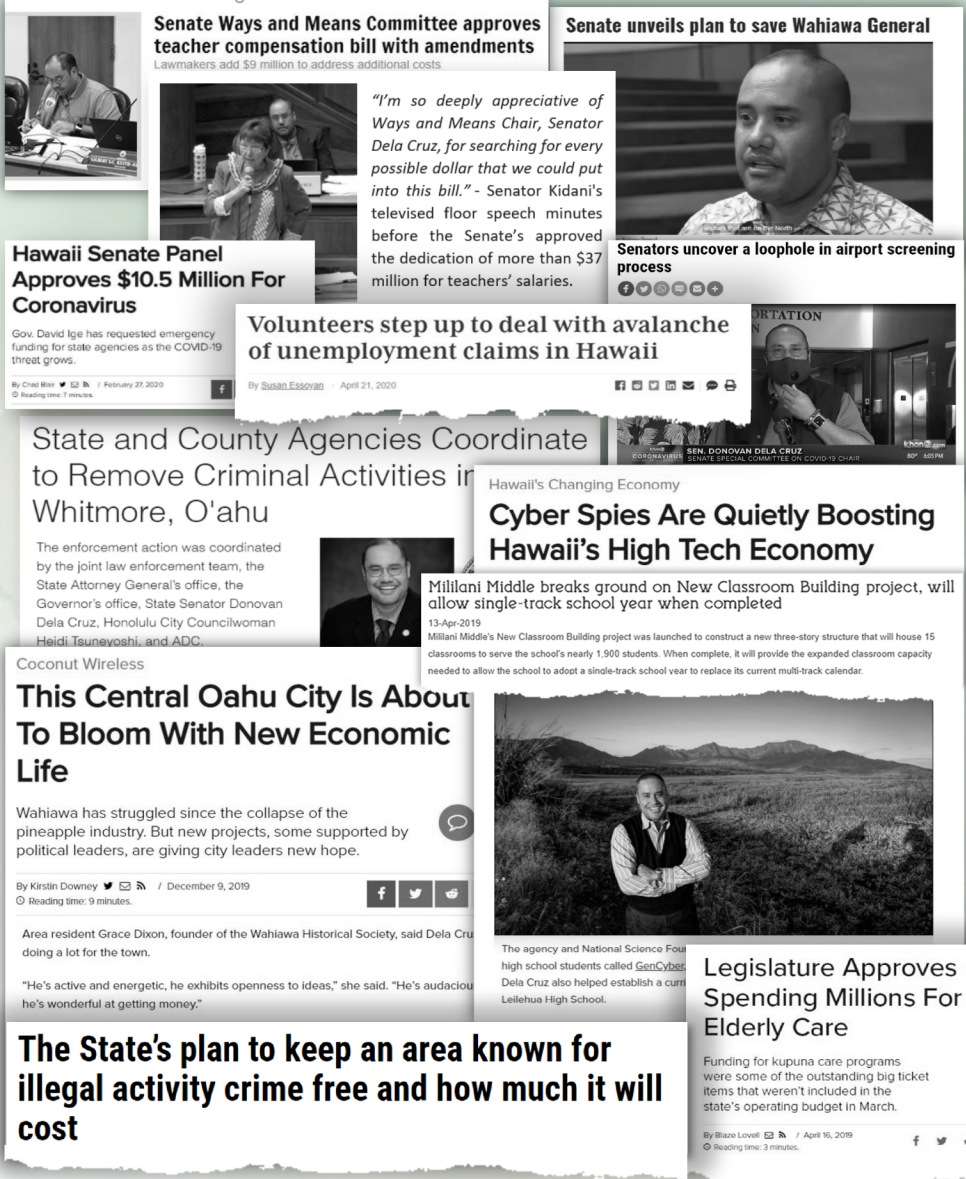 Senate Ways and Means Committee approves
teacher compensation bill with amendments
Lawmakers add $9 million to address additional costs
Senate unveils plan to save Wahiawa General
“I’m so deeply appreciative of
Ways and Means Chair, Senator
Dela Cruz, for searching for every
possible dollar that we could put
into this bill.” - Senator Kidani's
televised floor speech minutes
before the Senate’s approved
the dedication of more than $37
million for teachers’ salaries.
Hawaii Senate Panel
Approves $10.5 Million For
Coronavirus
Gov. David Ige has requested emergency
funding for state agencies as the COVID-19
threat grows.
By Chad Blair / February 27, 2020
Reading time: 7 minutes.
Senators uncover a loophole in airport screening
process
ORTATION
N
khon2.com
CORONAVIRUS
SEN. DONOVAN DELA CRUZ
SENATE SPECIAL COMMITTEE ON COVID-19 CHAIR
80° 6:03 PM
Volunteers step up to deal with avalanche
of unemployment claims in Hawaii
By Susan Essoyan April 21, 2020
State and County Agencies Coordinate
to Remove Criminal Activities in
Whitmore, O'ahu
The enforcement action was coordinated
by the joint law enforcement team, the
State Attorney General's office, the
Governor's office, State Senator Donovan
Dela Cruz, Honolulu City Councilwoman
Heidi Tsuneyoshi, and ADC.
Hawaii's Changing Economy
Cyber Spies Are Quietly Boosting
Hawaii’s High Tech Economy
Mililani Middle breaks ground on New Classroom Building project, will
allow single-track school year when completed
13-Apr-2019
Mililani Middle's New Classroom Building project was launched to construct a new three-story structure that will house 15
classrooms to serve the school's nearly 1,900 students. When complete, it will provide the expanded classroom capacity
needed to allow the school to adopt a single-track school year to replace its current multi-track calendar.
Coconut Wireless
This Central Oahu City Is About
To Bloom With New Economic
Life
Wahiawa has struggled since the collapse of the
pineapple industry. But new projects, some supported by
political leaders, are giving city leaders new hope.
By Kirstin Downey / December 9, 2019
Reading time: 9 minutes.
Area resident Grace Dixon, founder of the Wahiawa Historical Society, said Dela Cru
doing a lot for the town.
“He’s active and energetic, he exhibits openness to ideas,” she said. “He’s audaciou
he’s wonderful at getting money.”
The agency and National Science Four
high school students called GenCyber,
Dela Cruz also helped establish a curri
Leilehua High School.
Legislature Approves
Spending Millions For
Elderly Care
Funding for kupuna care programs
were some of the outstanding big ticket
items that weren’t included in the
state’s operating budget in March.
By Blaze Lovell / April 16, 2019
Reading time: 3 minutes.
The State’s plan to keep an area known for
illegal activity crime free and how much it will
cost